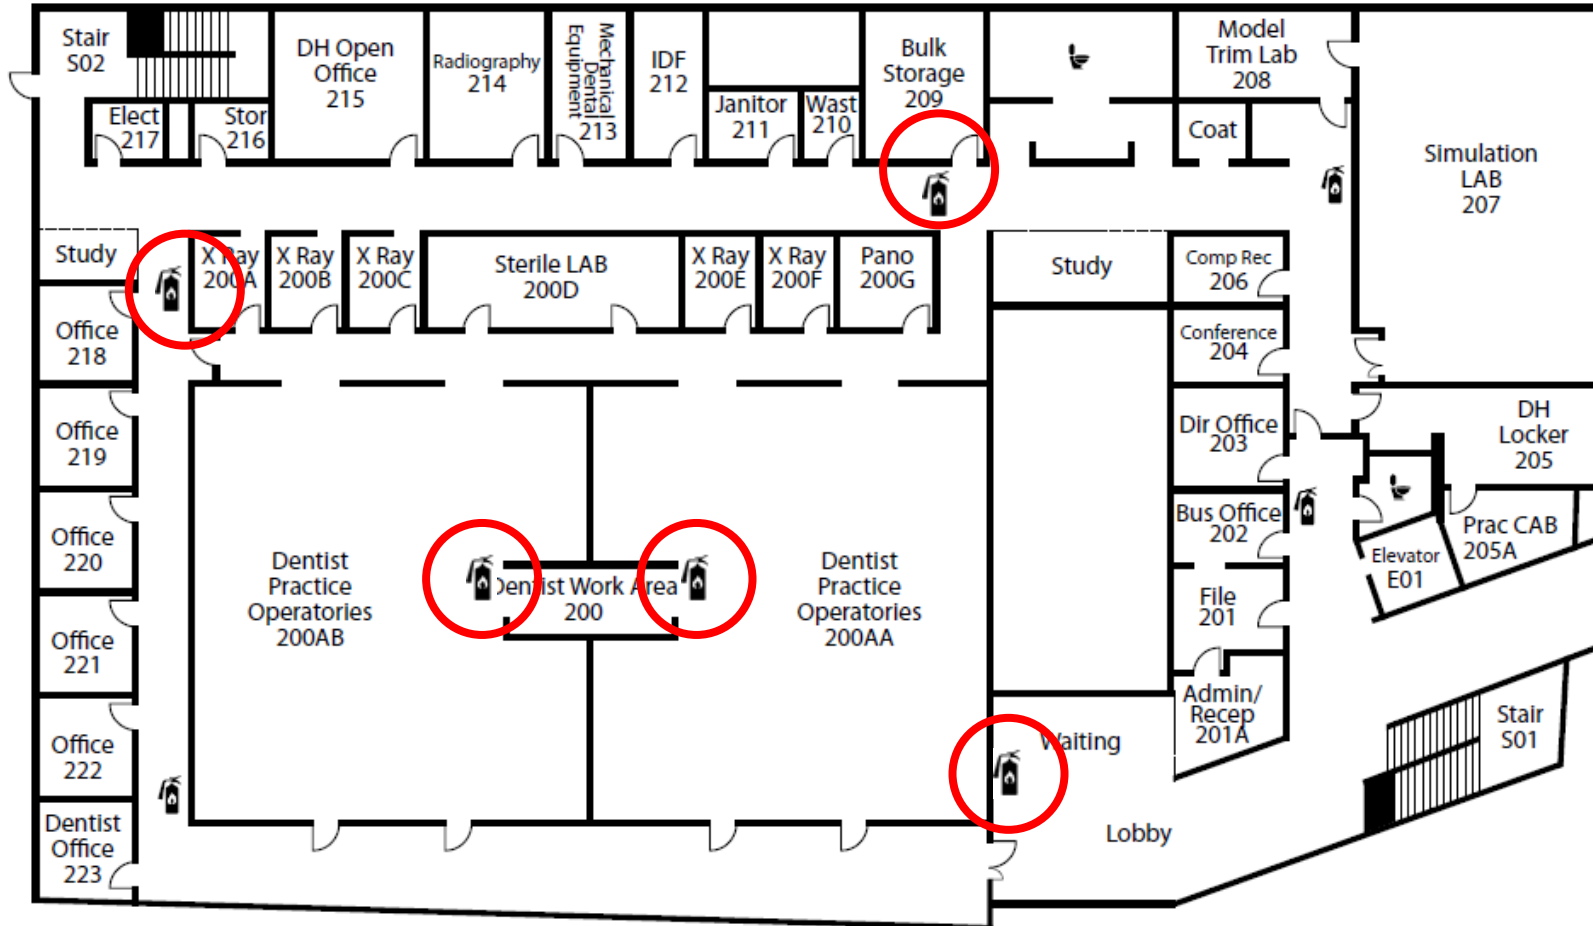 Stair
S02
DH Open
Office
215
Radiography
214
Mechanical
Dental
Equipment
213
IDF
212
Bulk
Storage
209
Model
Trim Lab
208
Elect
217
Stor
216
Janitor
211
Wast
210
Coat
Simulation
LAB
207
Study
X Ray
200A
X Ray
200B
X Ray
200C
Sterile LAB
200D
X Ray
200E
X Ray
200F
Pano
200G
Study
Comp Rec
206
Office
218
Conference
204
Office
219
Dir Office
203
DH
Locker
205
Office
220
Bus Office
202
Prac CAB
205A
Elevator
E01
Dentist
Practice
Operatories
200AB
Dentist Work Area
200
Dentist
Practice
Operatories
200AA
File
201
Office
221
Admin/
Recep
201A
Office
222
Waiting
Stair
S01
Dentist
Office
223
Lobby